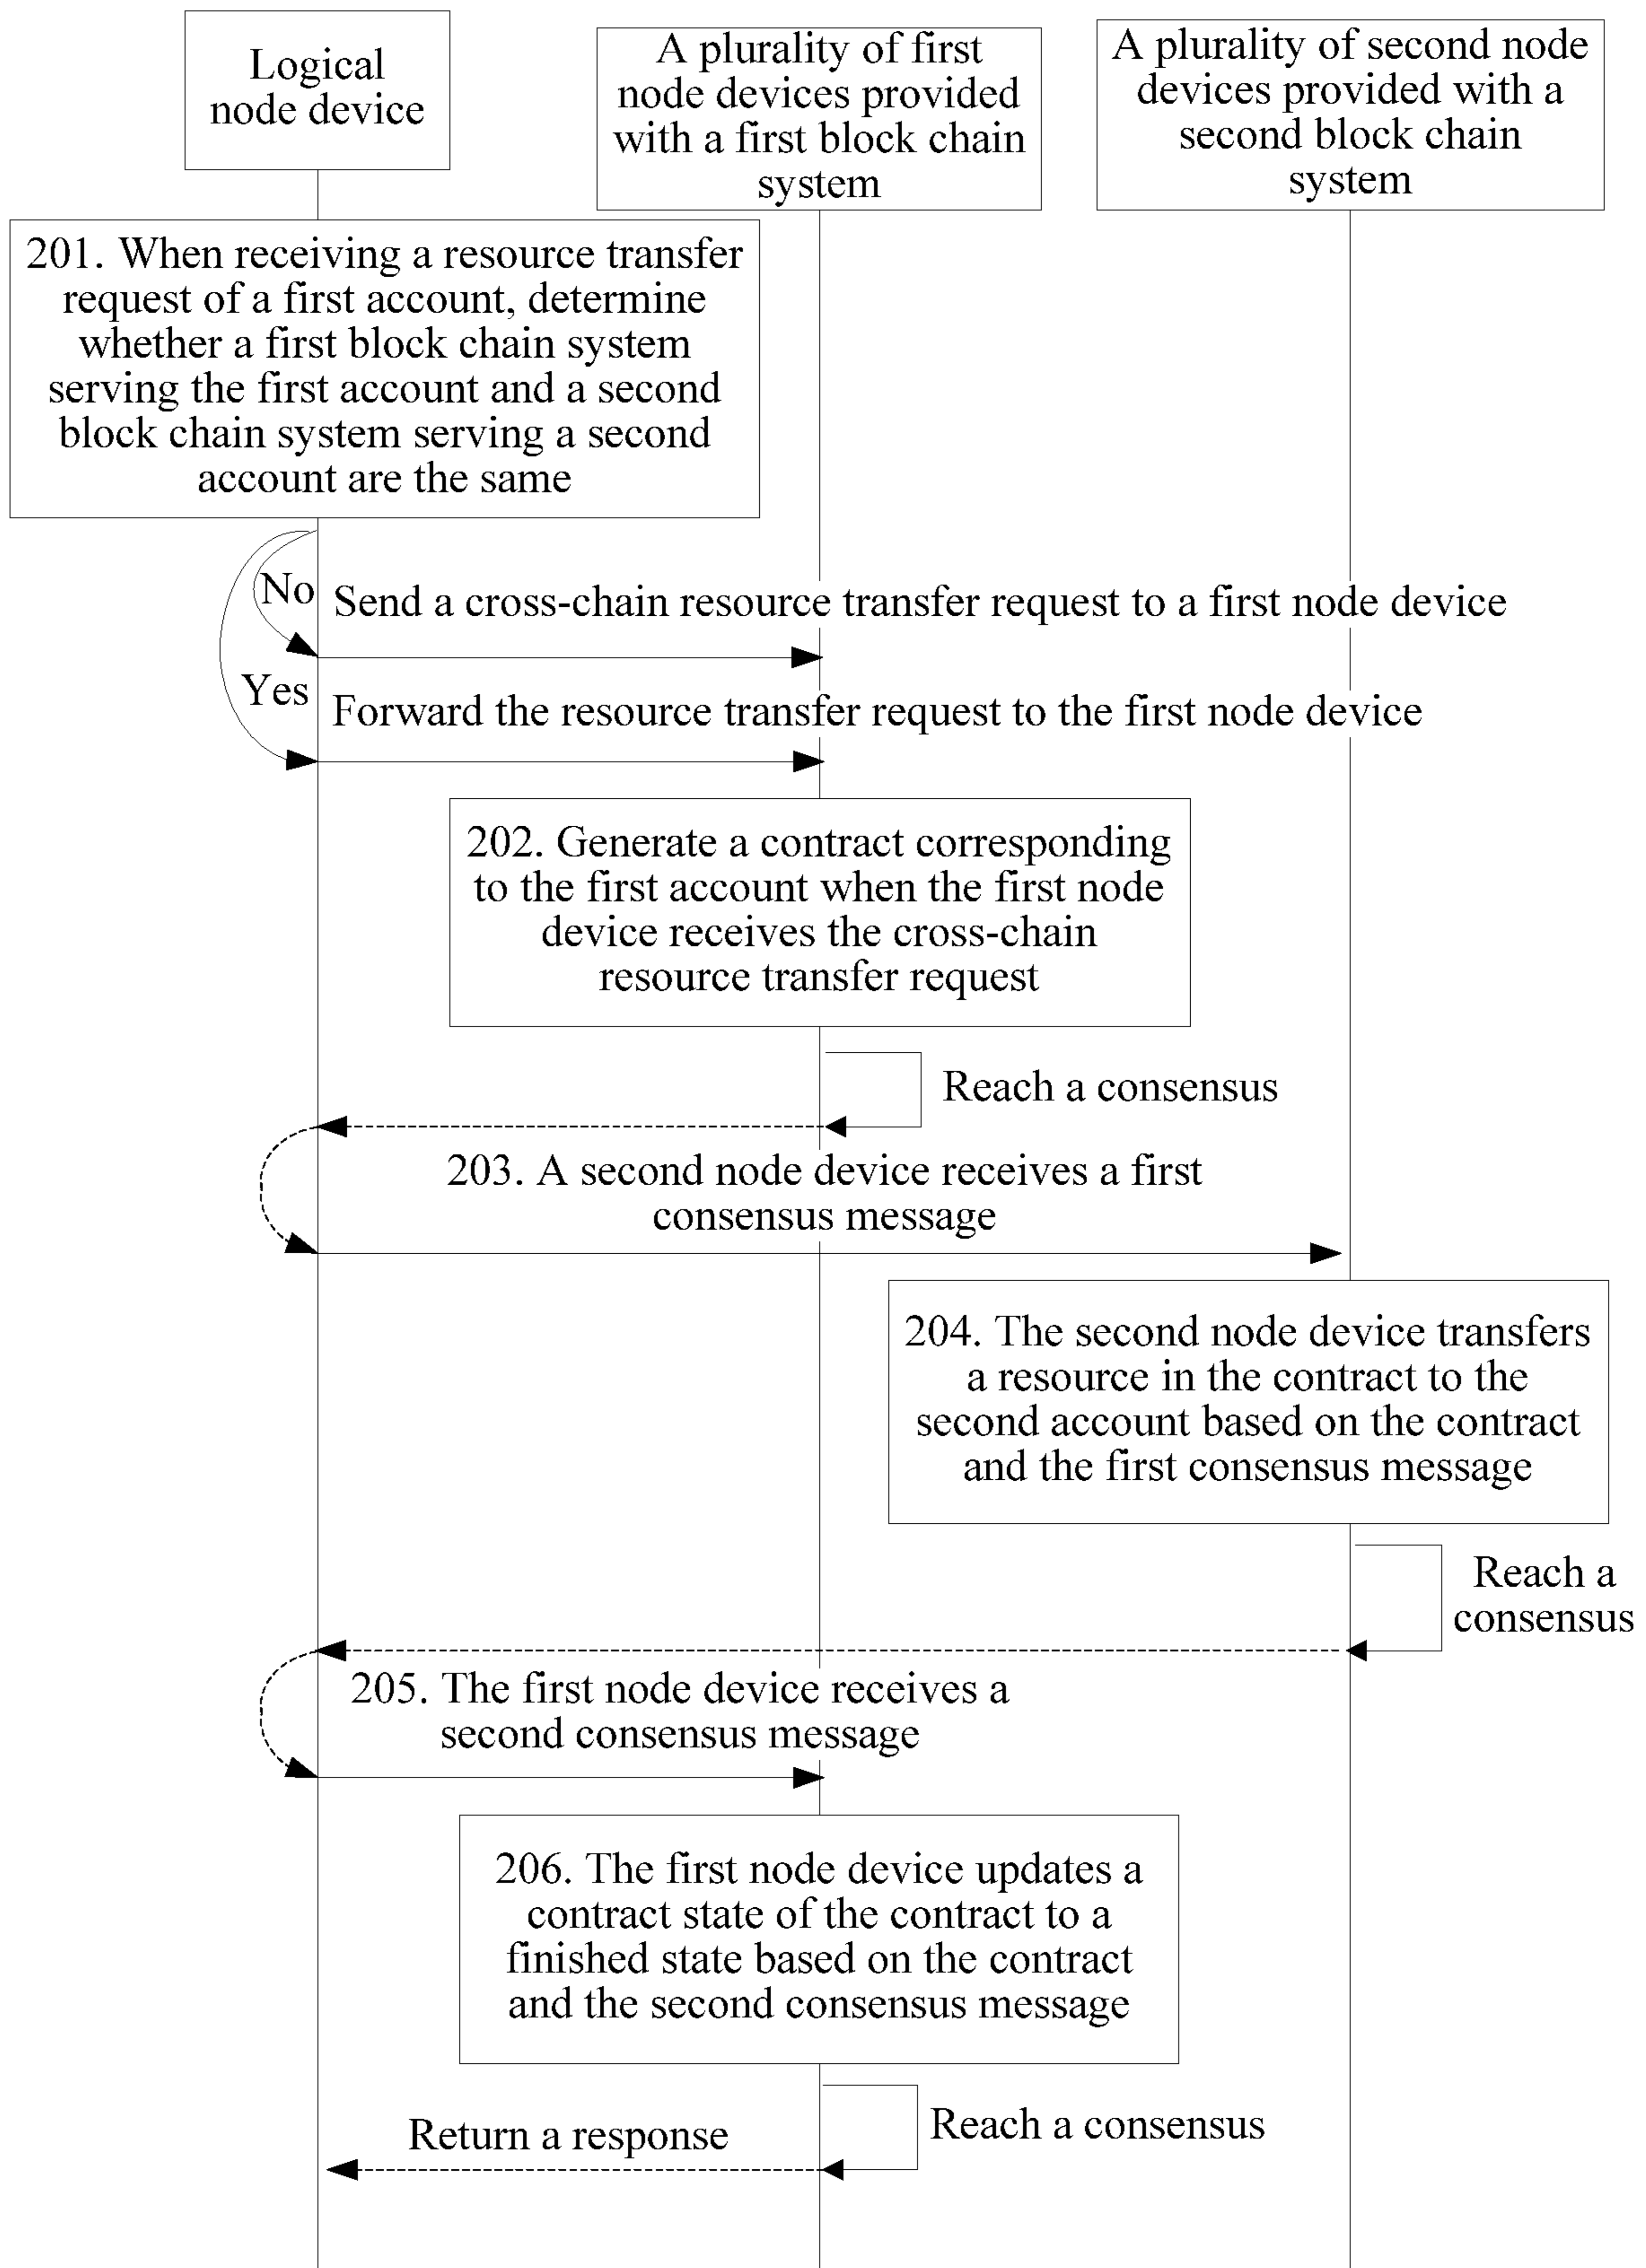 Logical
node device
A plurality of first
node devices provided
with a first block chain
system
A plurality of second node
devices provided with a
second block chain
system
201. When receiving a resource transfer
request of a first account, determine
whether a first block chain system
serving the first account and a second
block chain system serving a second
account are the same
No
Send a cross-chain resource transfer request to a first node device
Yes
Forward the resource transfer request to the first node device
202. Generate a contract corresponding
to the first account when the first node
device receives the cross-chain
resource transfer request
Reach a consensus
203. A second node device receives a first
consensus message
204. The second node device transfers
a resource in the contract to the
second account based on the contract
and the first consensus message
Reach a
consensus
205. The first node device receives a
second consensus message
206. The first node device updates a
contract state of the contract to a
finished state based on the contract
and the second consensus message
Reach a consensus
Return a response